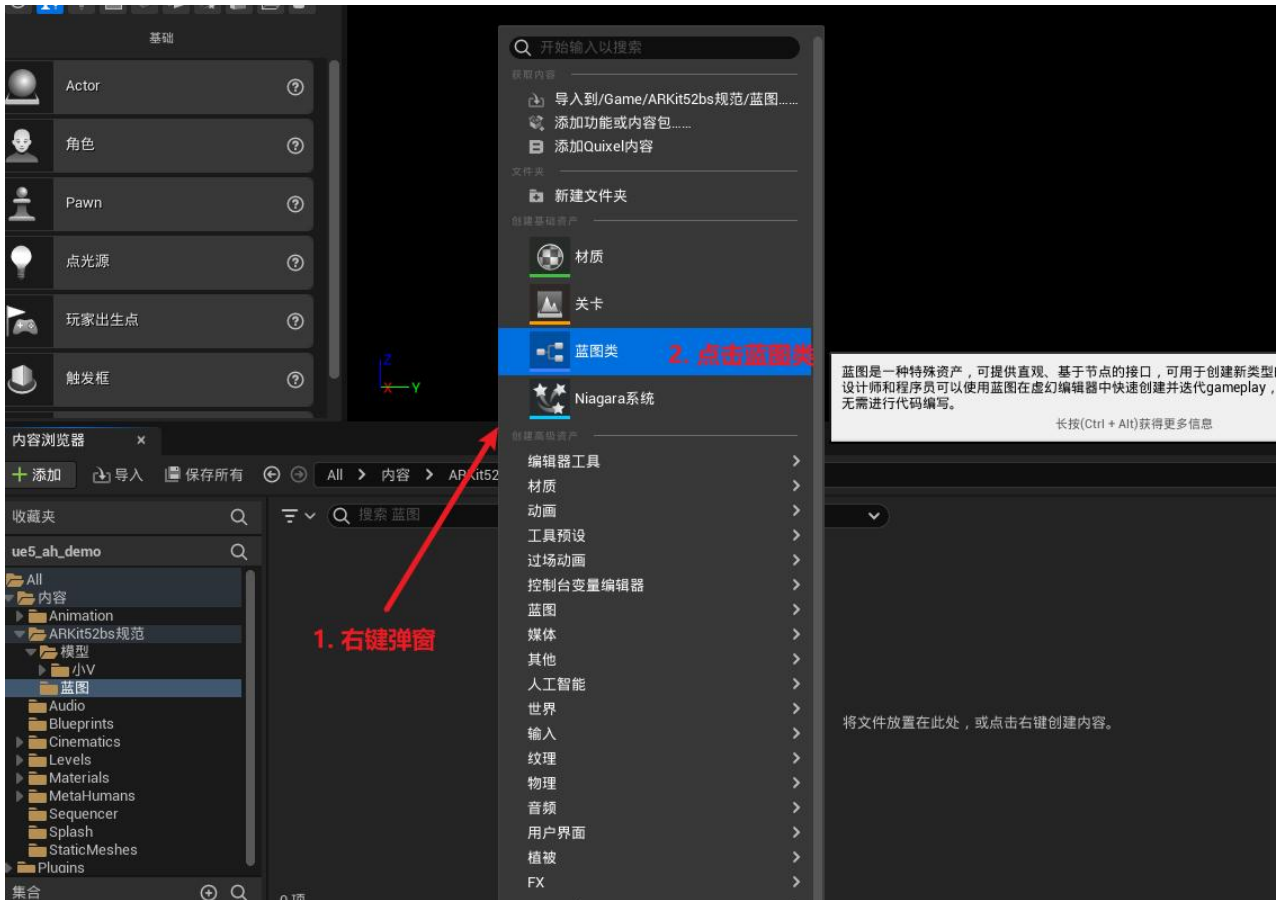 基础
Actor
角色
Pawn
点光源
玩家出生点
触发框
开始输入以搜索
获取内容
导入到/Game/ARKit52bs规范/蓝图……
添加功能或内容包……
添加Quixel内容
文件夹
新建文件夹
创建基础资产
材质
关卡
蓝图类
2. 点击蓝图类
Niagara系统
创建高级资产
编辑器工具
材质
动画
工具预设
过场动画
控制台变量编辑器
蓝图
媒体
其他
人工智能
世界
输入
纹理
物理
音频
用户界面
植被
FX
Z
X
Y
1. 右键弹窗
蓝图是一种特殊资产，可提供直观、基于节点的接口，可用于创建新类型
设计师和程序员可以使用蓝图在虚幻编辑器中快速创建并迭代gameplay，
无需进行代码编写。
长按(Ctrl + Alt)获得更多信息
内容浏览器
添加 导入 保存所有 All 内容 ARKit52
收藏夹
搜索 蓝图
ue5_ah_demo
All
内容
Animation
ARKit52bs规范
模型
小V
蓝图
Audio
Blueprints
Cinematics
Levels
Materials
MetaHumans
Sequencer
Splash
StaticMeshes
Plugins
集合
将文件放置在此处，或点击右键创建内容。
0 项